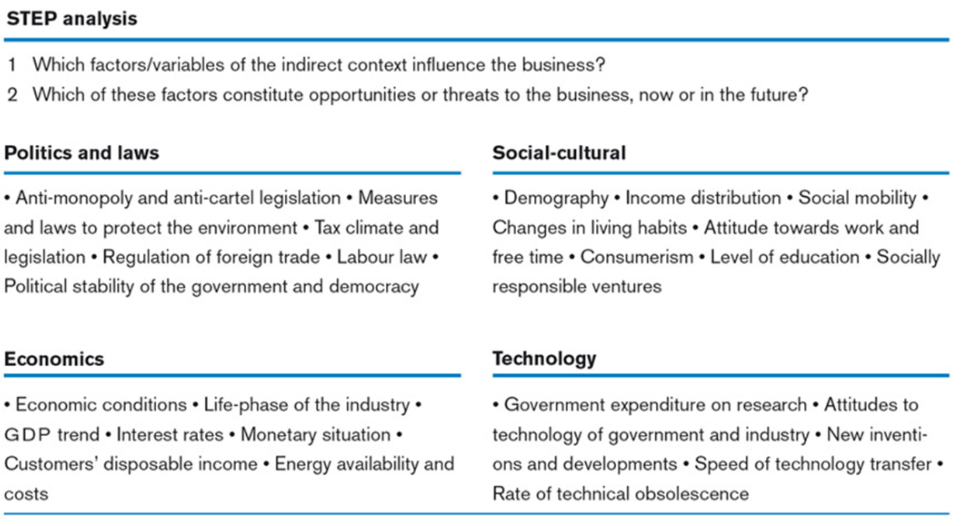 STEP analysis
1 Which factors/variables of the indirect context influence the business?
2 Which of these factors constitute opportunities or threats to the business, now or in the future?
Politics and laws
• Anti-monopoly and anti-cartel legislation • Measures
and laws to protect the environment • Tax climate and
legislation • Regulation of foreign trade • Labour law •
Political stability of the government and democracy
Social-cultural
• Demography • Income distribution • Social mobility •
Changes in living habits • Attitude towards work and
free time • Consumerism • Level of education • Socially
responsible ventures
Economics
• Economic conditions • Life-phase of the industry •
GDP trend • Interest rates • Monetary situation •
Customers' disposable income • Energy availability and
costs
Technology
• Government expenditure on research • Attitudes to
technology of government and industry • New inventi-
ons and developments • Speed of technology transfer •
Rate of technical obsolescence